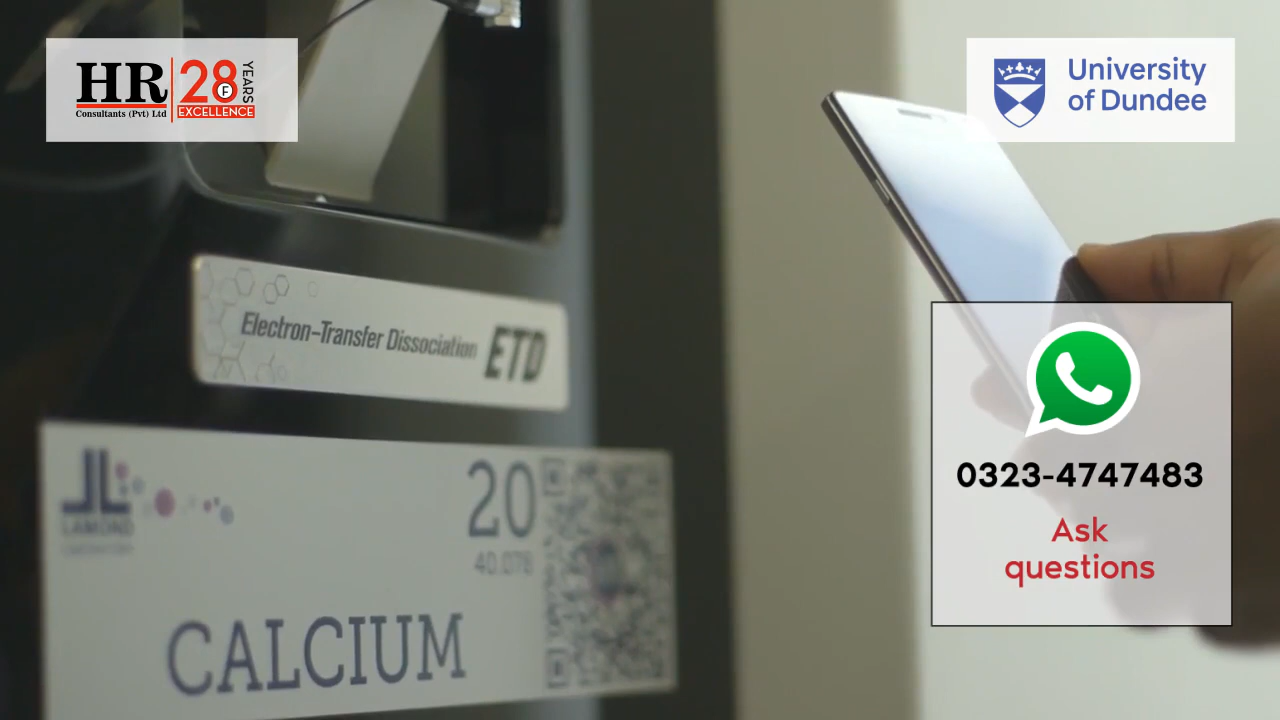 HR
Consultants (Pvt) Ltd
28
F
YEARS
EXCELLENCE
University
of Dundee
Electron-Transfer Dissociation ETD
LAMOND
20
40.078
CALCIUM
0323-4747483
Ask
questions